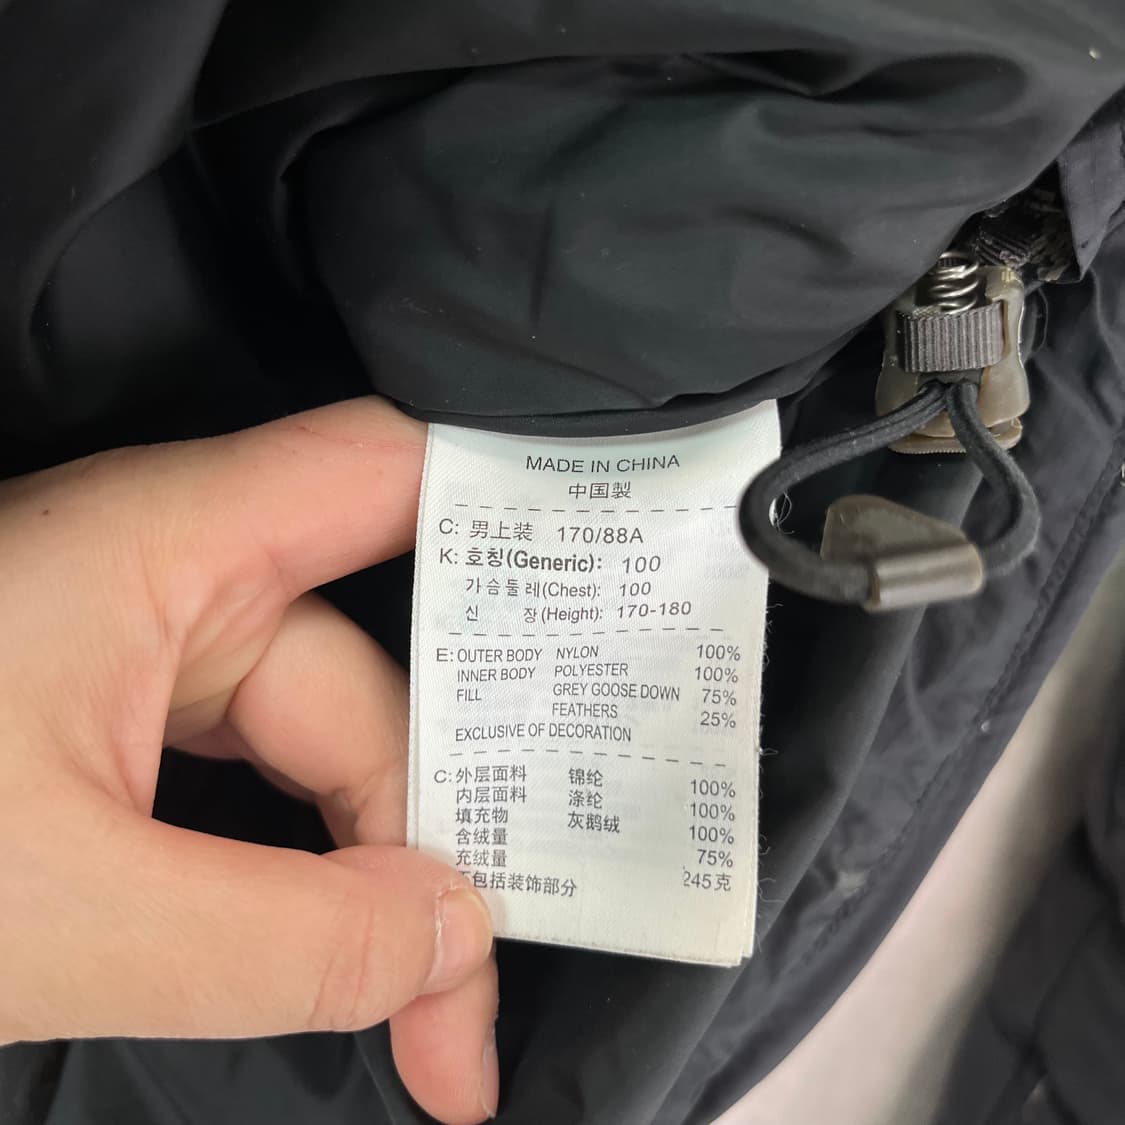 MADE IN CHINA
中国製
C: 男上装 170/88A
K: 호칭(Generic): 100
가슴둘레(Chest): 100
신 장(Height): 170-180
E: OUTER BODY NYLON 100%
INNER BODY POLYESTER 100%
FILL GREY GOOSE DOWN 75%
FEATHERS 25%
EXCLUSIVE OF DECORATION
C: 外层面料 锦纶 100%
内层面料 涤纶 100%
填充物 灰鹅绒 100%
含绒量 75%
充绒量 245克
包括装饰部分